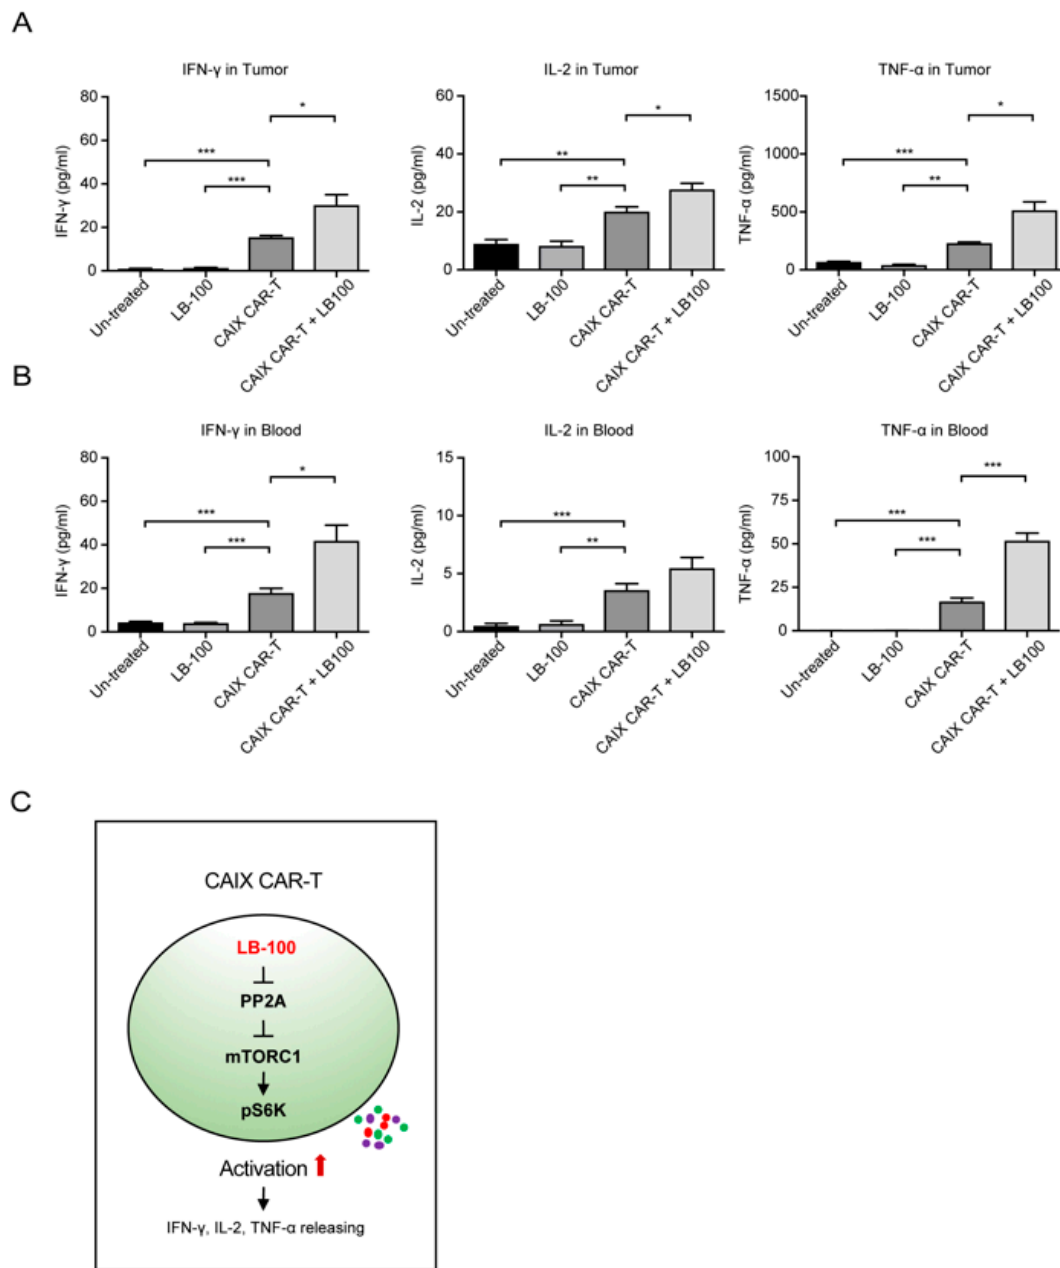 A
IFN-γ in Tumor
IFN-γ (pg/ml)
80
60
40
20
0
*
***
***
Un-treated
LB-100
CAIX CAR-T
CAIX CAR-T + LB100
IL-2 in Tumor
IL-2 (pg/ml)
60
40
20
0
*
**
**
Un-treated
LB-100
CAIX CAR-T
CAIX CAR-T + LB100
TNF-α in Tumor
TNF-α (pg/ml)
1500
1000
500
0
*
***
**
Un-treated
LB-100
CAIX CAR-T
CAIX CAR-T + LB100
B
IFN-γ in Blood
IFN-γ (pg/ml)
80
60
40
20
0
*
***
***
Un-treated
LB-100
CAIX CAR-T
CAIX CAR-T + LB100
IL-2 in Blood
IL-2 (pg/ml)
15
10
5
0
***
**
Un-treated
LB-100
CAIX CAR-T
CAIX CAR-T + LB100
TNF-α in Blood
TNF-α (pg/ml)
100
75
50
25
0
***
***
***
Un-treated
LB-100
CAIX CAR-T
CAIX CAR-T + LB100
C
CAIX CAR-T
LB-100
PP2A
mTORC1
pS6K
Activation
IFN-γ, IL-2, TNF-α releasing